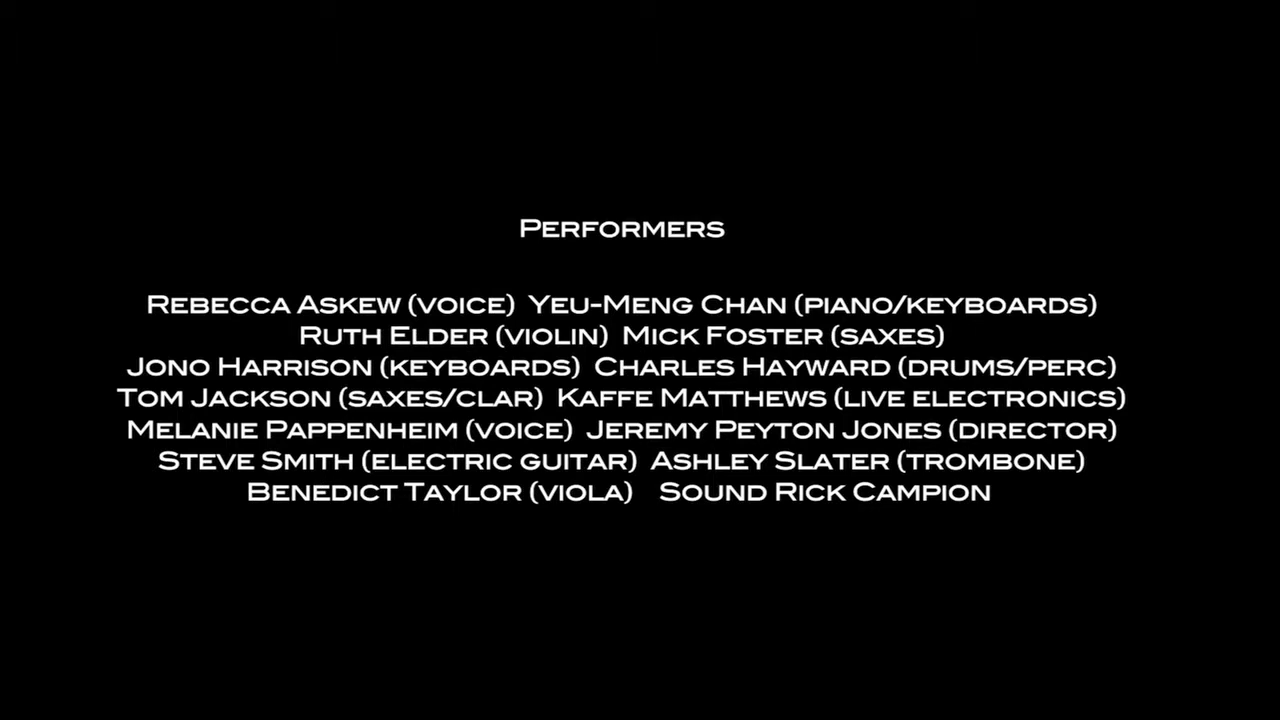 Performers
Rebecca Askew (voice) Yeu-Meng Chan (piano/keyboards)
Ruth Elder (violin) Mick Foster (saxes)
Jono Harrison (keyboards) Charles Hayward (drums/perc)
Tom Jackson (saxes/clar) Kaffe Matthews (live electronics)
Melanie Pappenheim (voice) Jeremy Peyton Jones (director)
Steve Smith (electric guitar) Ashley Slater (trombone)
Benedict Taylor (viola) Sound Rick Campion